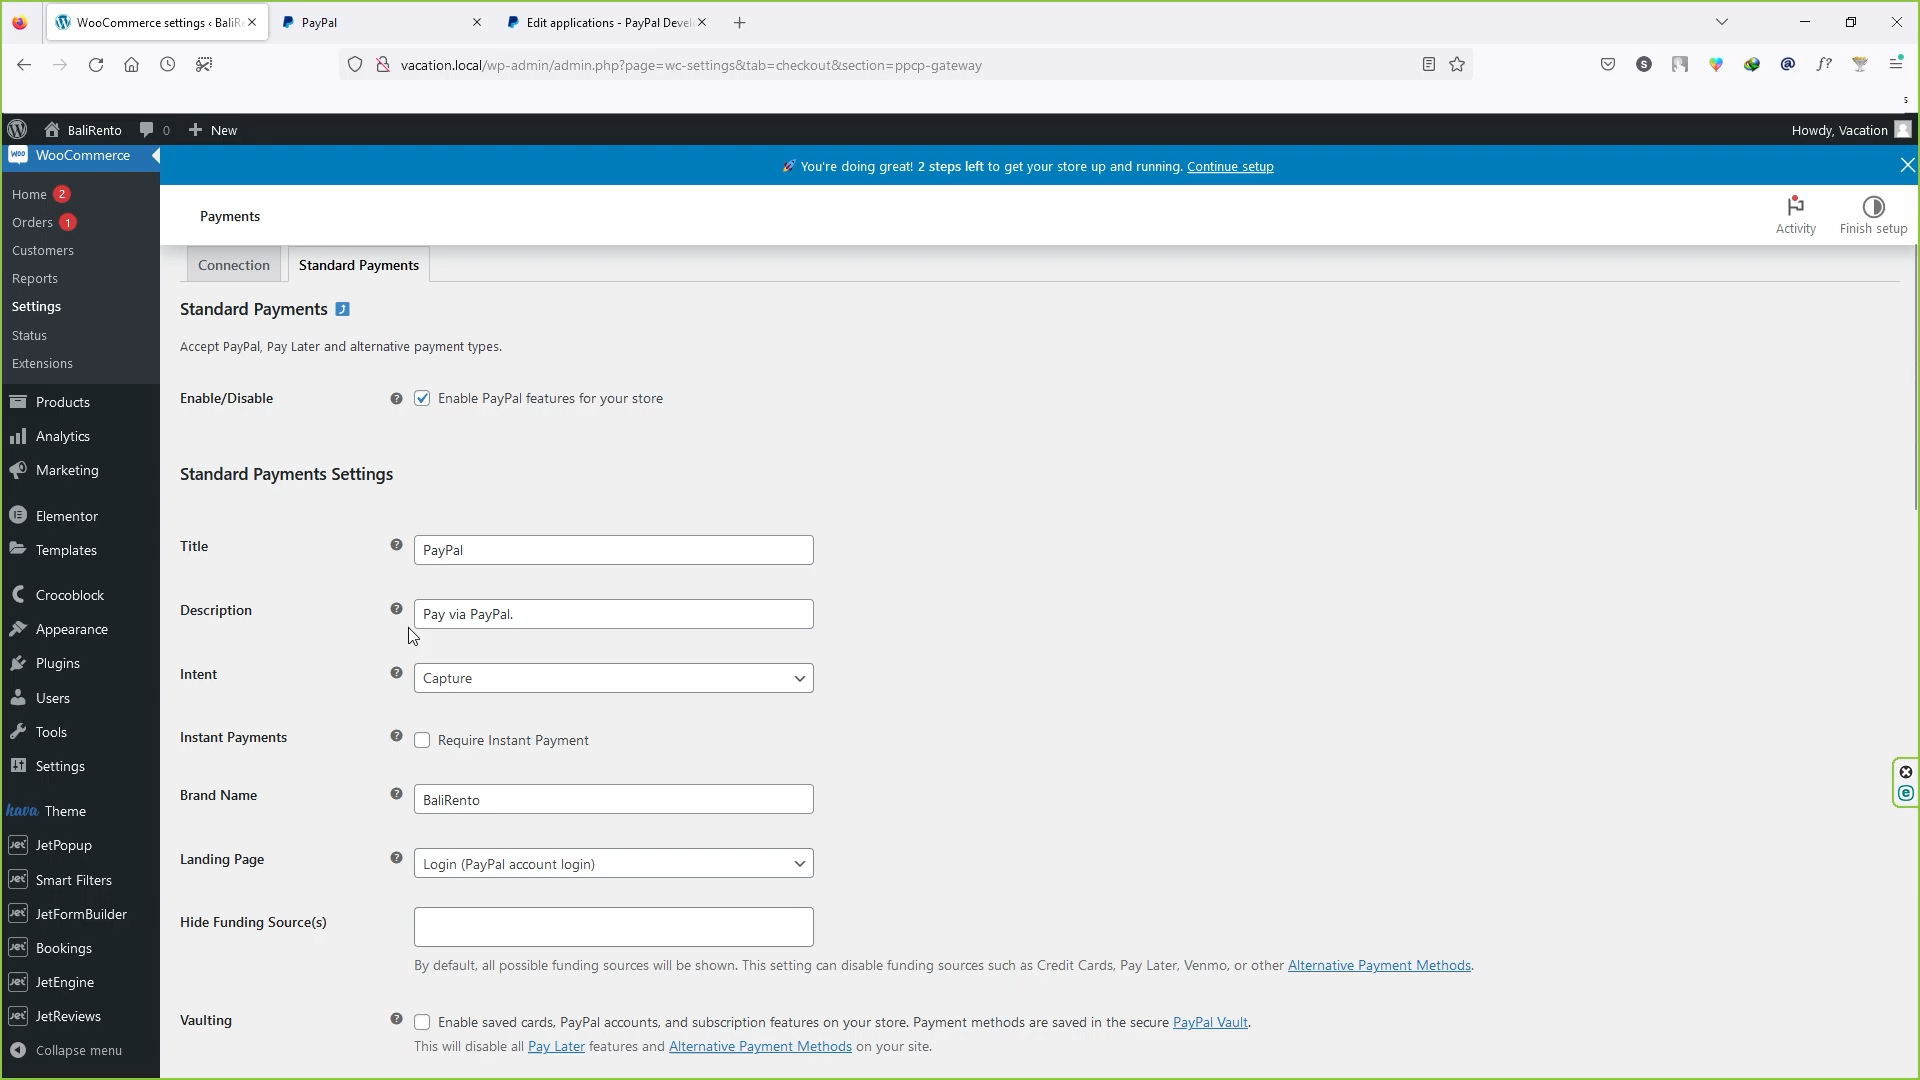 WooCommerce settings ‹ BaliR
PayPal
Edit applications - PayPal Devel
vacation.local/wp-admin/admin.php?page=wc-settings&tab=checkout&section=ppcp-gateway
S
f?
s
BaliRento
0
New
Howdy, Vacation
Woo WooCommerce
You're doing great! 2 steps left to get your store up and running. Continue setup
Home 2
Payments
Activity
Finish setup
Orders 1
Customers
Reports
Settings
Status
Extensions
Products
Analytics
Marketing
Elementor
Templates
Crocoblock
Appearance
Plugins
Users
Tools
Settings
kava Theme
Jet JetPopup
Jet Smart Filters
Jet JetFormBuilder
Jet Bookings
Jet JetEngine
Jet JetReviews
Collapse menu
Connection
Standard Payments
Standard Payments
Accept PayPal, Pay Later and alternative payment types.
Enable/Disable
Enable PayPal features for your store
Standard Payments Settings
Title
PayPal
Description
Pay via PayPal.
Intent
Capture
Instant Payments
Require Instant Payment
Brand Name
BaliRento
Landing Page
Login (PayPal account login)
Hide Funding Source(s)
By default, all possible funding sources will be shown. This setting can disable funding sources such as Credit Cards, Pay Later, Venmo, or other Alternative Payment Methods.
Vaulting
Enable saved cards, PayPal accounts, and subscription features on your store. Payment methods are saved in the secure PayPal Vault.
This will disable all Pay Later features and Alternative Payment Methods on your site.